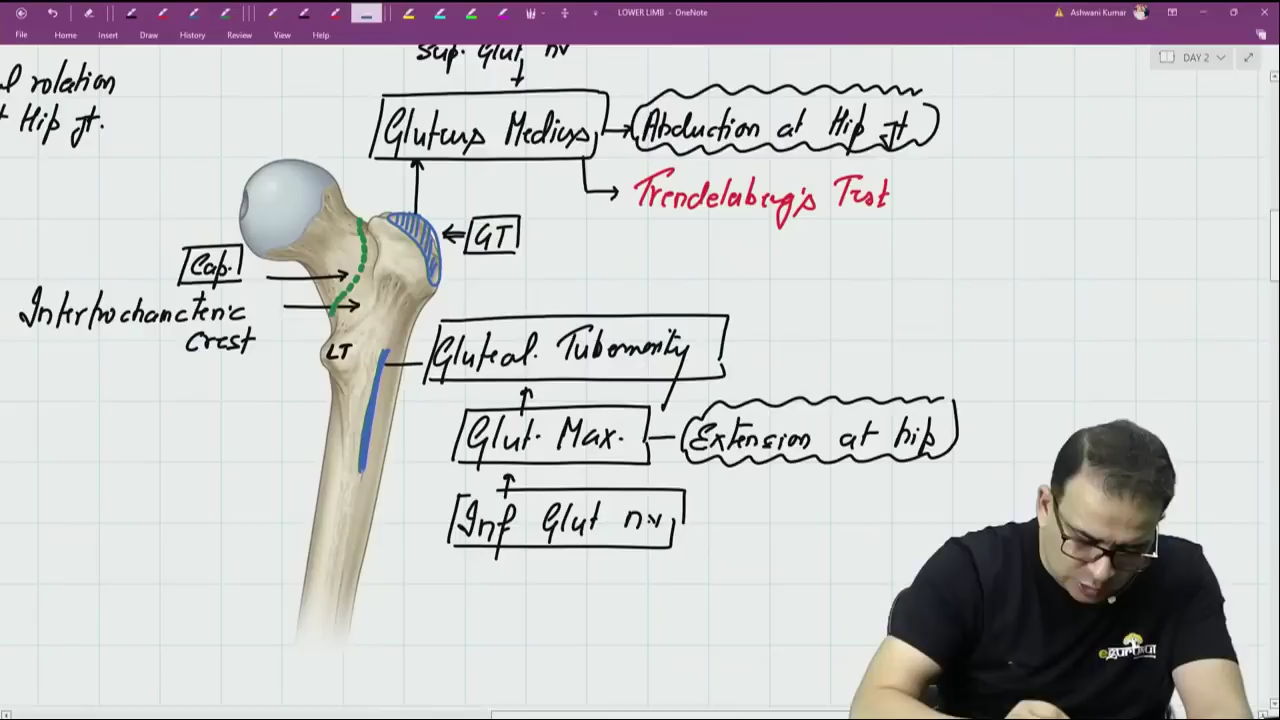 LOWER LIMB - OneNote
Ashwani Kumar
File Home Insert Draw History Review View Help
DAY 2
Sup. Glut. nv
l rotation
t Hip Jt.
Gluteus Medius
Abduction at Hip Jt
Trendelaberg's Test
GT
Cap.
Intertrochanteric
crest
LT
Gluteal. Tuberosity
Glut. Max.
Extension at hip
Inf Glut nv
egurukul